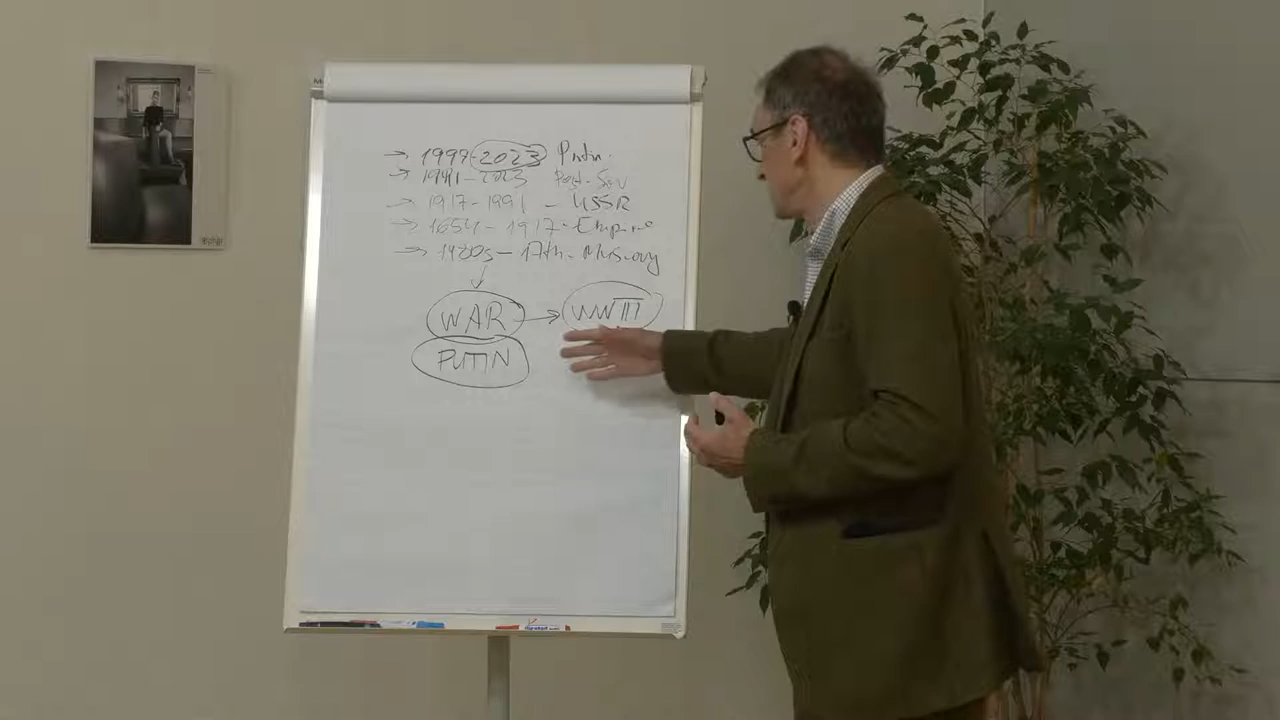 → 1999-2023 Putin.
→ 1991-2023 Post-Sov
→ 1917-1991 - USSR
→ 1654-1917-Empire
→ 1480s-17th-Muscovy
WAR → WWIII
PUTIN